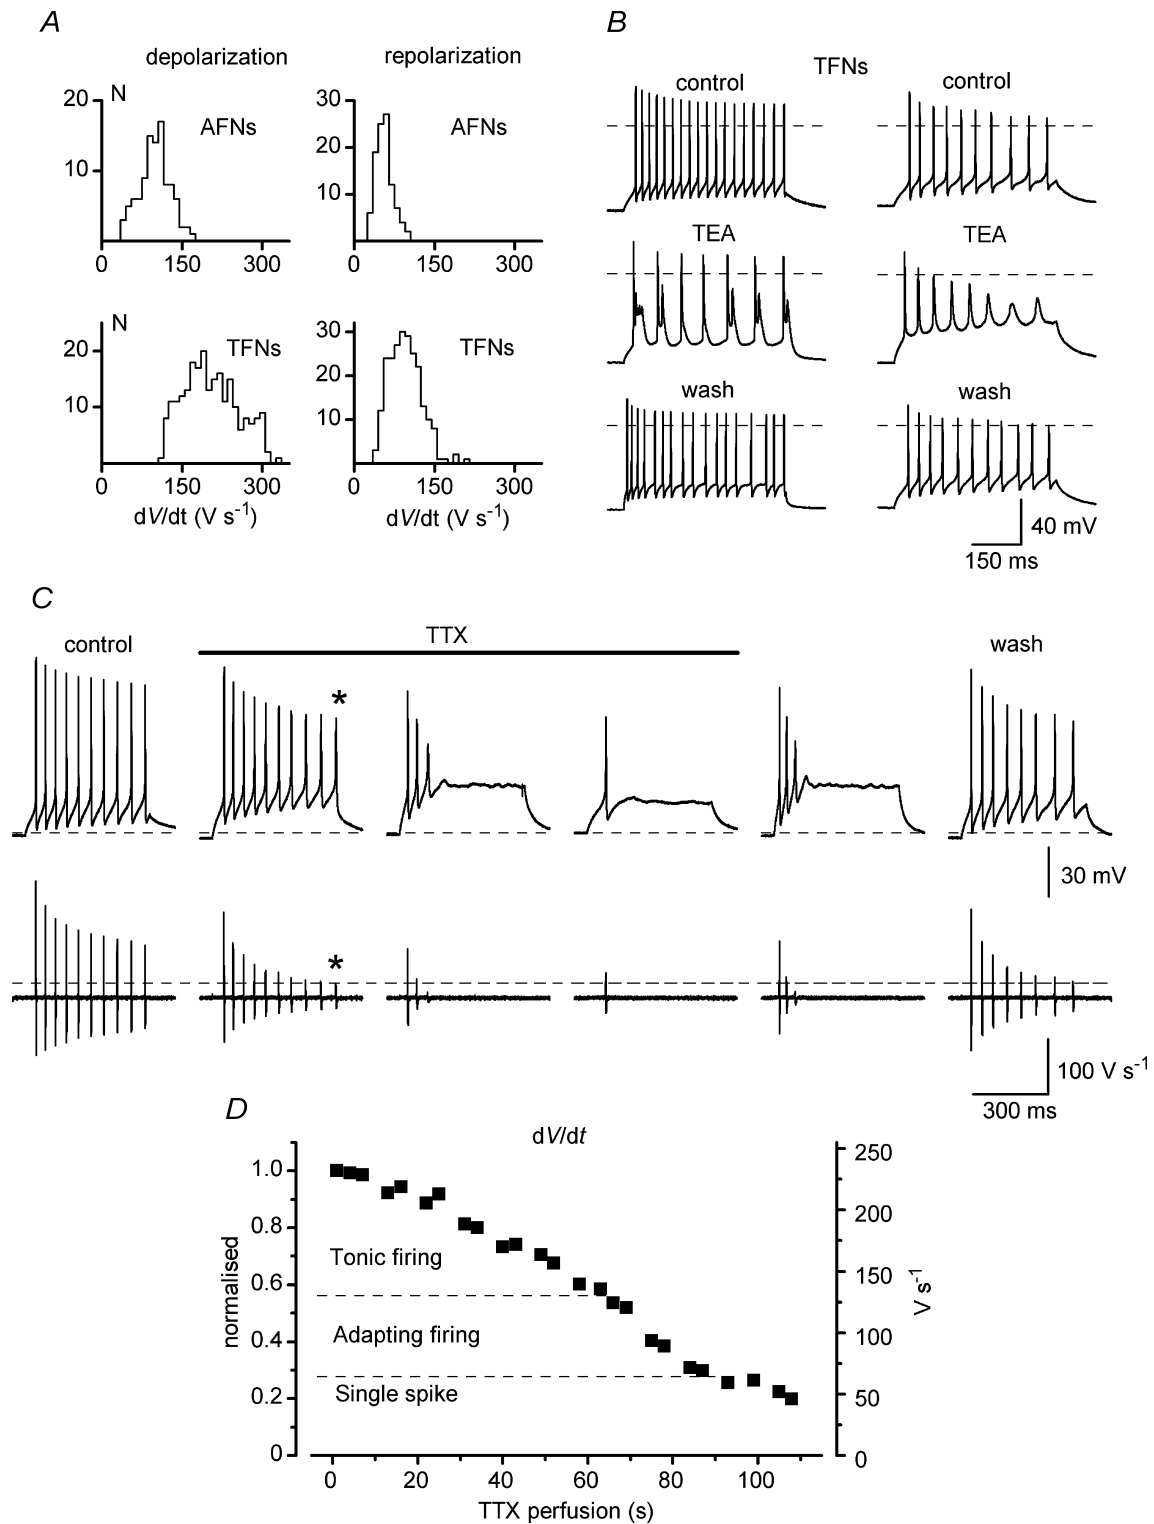 A
depolarization
repolarization
20
N
AFNs
10
0
150
300
30
AFNs
20
10
0
150
300
N
20
TFNs
10
0
150
300
dV/dt (V s-1)
30
TFNs
20
10
0
150
300
dV/dt (V s-1)
B
TFNs
control
control
TEA
TEA
wash
wash
40 mV
150 ms
C
control
TTX
wash
*
30 mV
*
100 V s-1
300 ms
D
dV/dt
normalised
1.0
0.8
0.6
0.4
0.2
0
Tonic firing
Adapting firing
Single spike
250
200
150
100
50
0
V s-1
0
20
40
60
80
100
TTX perfusion (s)